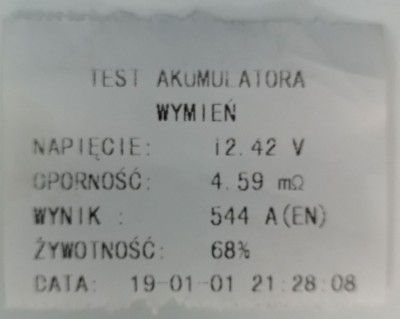 TEST AKUMULATORA
WYMIEŃ
NAPIĘCIE: 12.42 V
OPORNOŚĆ: 4.59 mΩ
WYNIK : 544 A(EN)
ŻYWOTNOŚĆ: 68%
DATA: 19-01-01 21:28:08